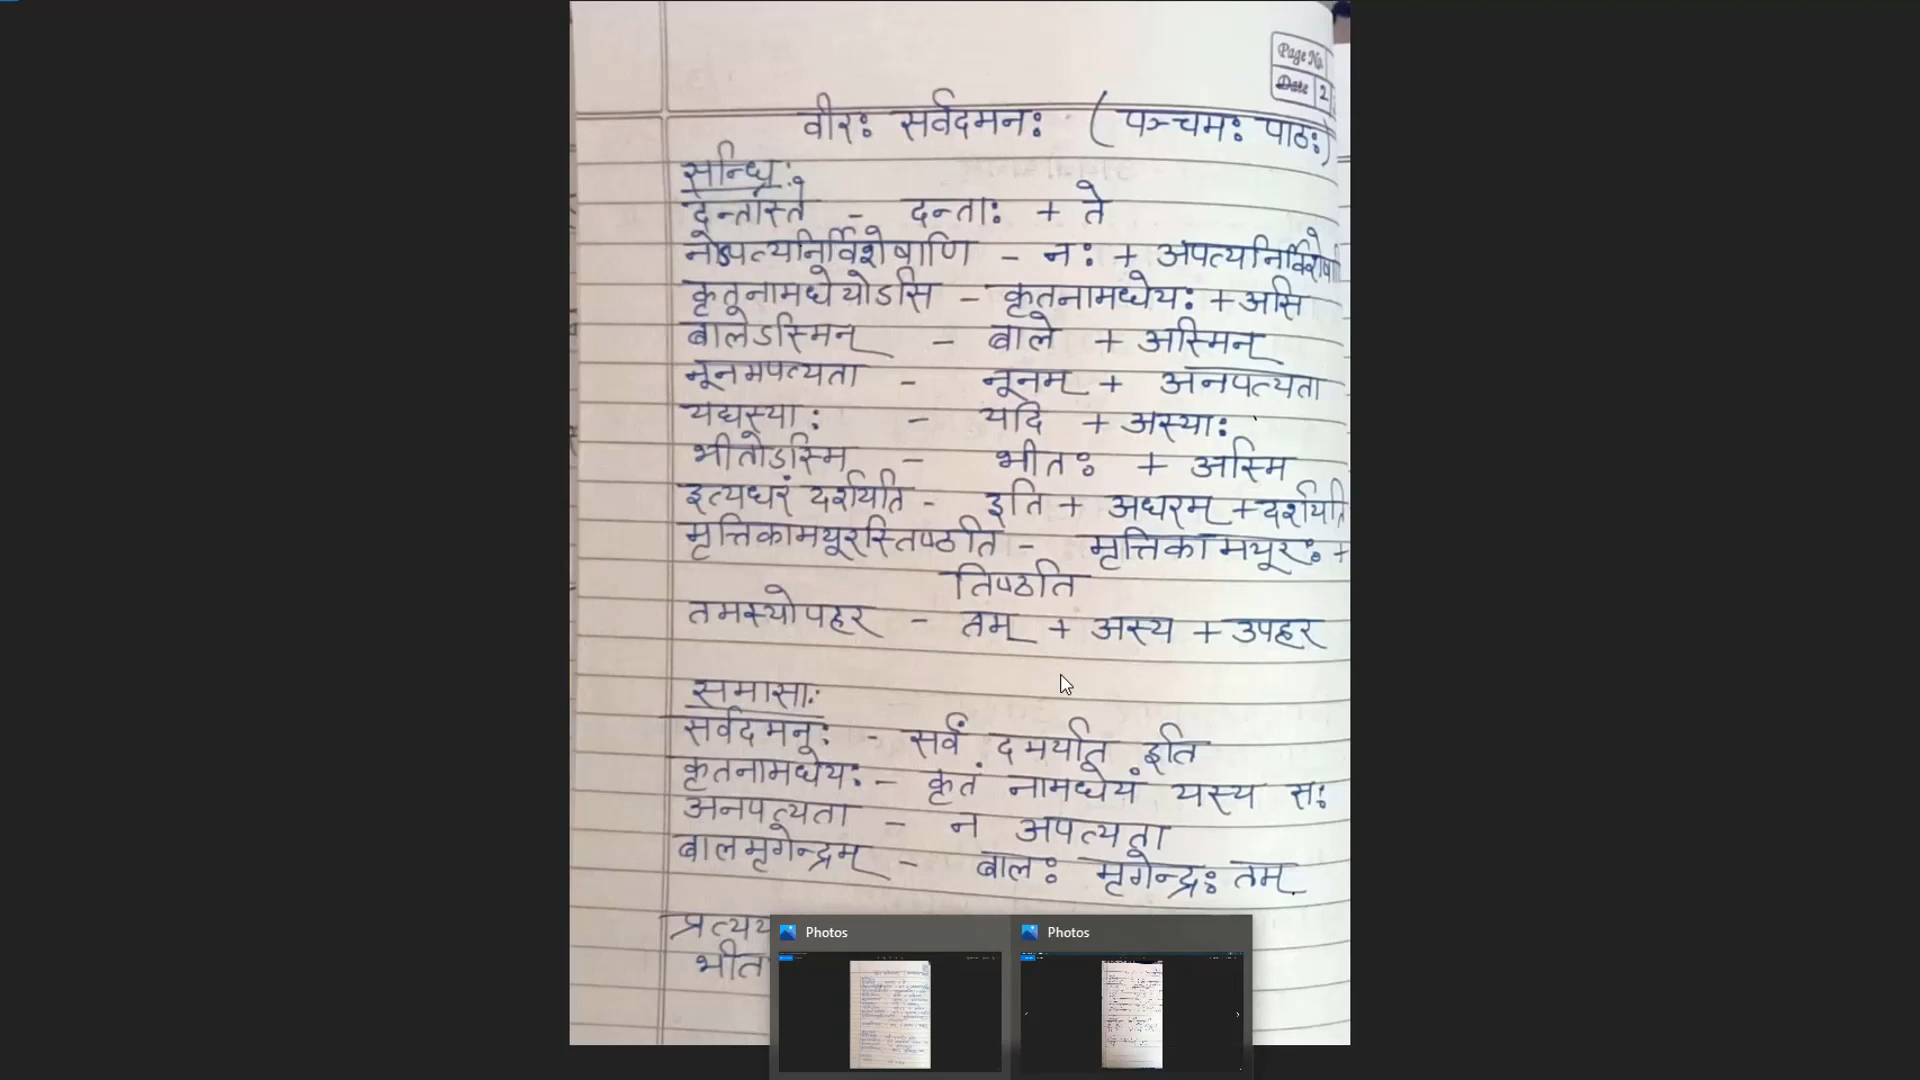 Page No.
Date 2
वीरः सर्वदमनः (पञ्चमः पाठः)
सन्धिः
दन्तास्ते - दन्ताः + ते
नोऽपत्यनिर्विशेषाणि - नः + अपत्यनिर्विशेषा
कृतनामधेयोऽसि - कृतनामधेयः + असि
बालेऽस्मिन् - बाले + अस्मिन्
नूनमपत्यता - नूनम् + अनपत्यता
यद्यस्याः - यदि + अस्याः
भीतोऽस्मि - भीतः + अस्मि
इत्यधरं दर्शयति - इति + अधरम् + दर्शयति
मृत्तिकामयूरस्तिष्ठति - मृत्तिकामयूरः +
तिष्ठति
तमस्योपहर - तम् + अस्य + उपहर
समासाः
सर्वदमनः - सर्वं दमयति इति
कृतनामधेयः - कृतं नामधेयं यस्य सः
अनपत्यता - न अपत्यता
बालमृगेन्द्रम् - बालः मृगेन्द्रः तम्
प्रत्यय
भीत
Photos
Photos